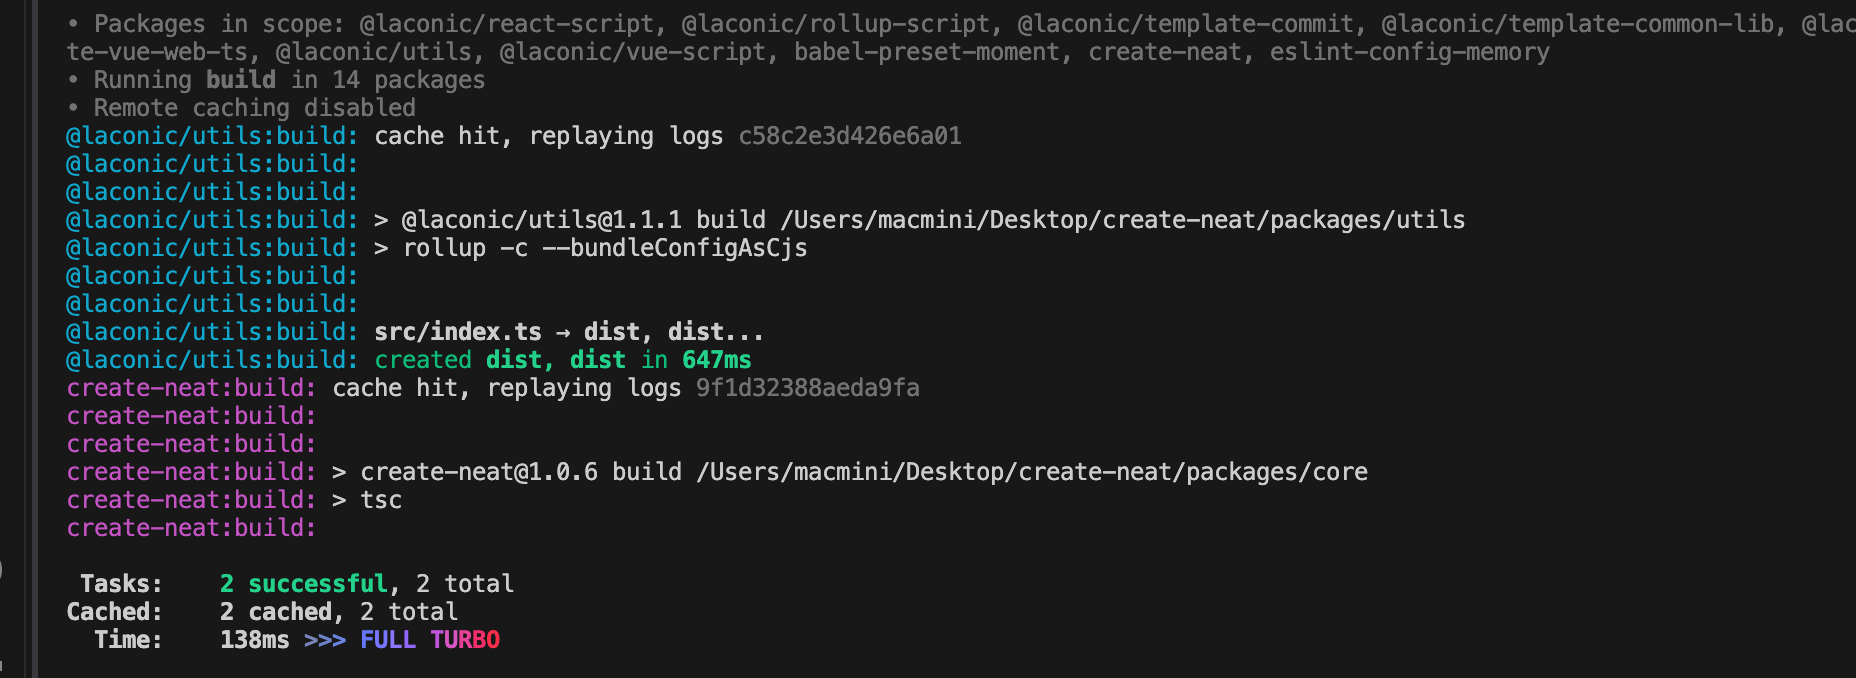 • Packages in scope: @laconic/react-script, @laconic/rollup-script, @laconic/template-commit, @laconic/template-common-lib, @lac
te-vue-web-ts, @laconic/utils, @laconic/vue-script, babel-preset-moment, create-neat, eslint-config-memory
• Running build in 14 packages
• Remote caching disabled
@laconic/utils:build: cache hit, replaying logs c58c2e3d426e6a01
@laconic/utils:build:
@laconic/utils:build:
@laconic/utils:build: > @laconic/utils@1.1.1 build /Users/macmini/Desktop/create-neat/packages/utils
@laconic/utils:build: > rollup -c --bundleConfigAsCjs
@laconic/utils:build:
@laconic/utils:build:
@laconic/utils:build: src/index.ts → dist, dist...
@laconic/utils:build: created dist, dist in 647ms
create-neat:build: cache hit, replaying logs 9f1d32388aeda9fa
create-neat:build:
create-neat:build:
create-neat:build: > create-neat@1.0.6 build /Users/macmini/Desktop/create-neat/packages/core
create-neat:build: > tsc
create-neat:build:
Tasks: 2 successful, 2 total
Cached: 2 cached, 2 total
Time: 138ms >>> FULL TURBO